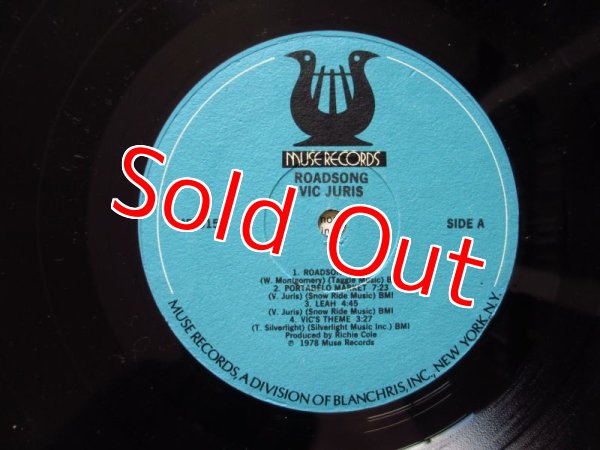 MUSE RECORDS
ROADSONG
VIC JURIS
SIDE A
Sold Out
1. ROADSO
(W. Montgomery) (Taggie Music) B
2. PORTABELO MARKET 7:23
(V. Juris) (Snow Ride Music) BMI
3. LEAH 4:45
(V. Juris) (Snow Ride Music) BMI
4. VIC'S THEME 3:27
(T. Silverlight) (Silverlight Music Inc.) BMI
Produced by Richie Cole
℗ 1978 Muse Records
MUSE RECORDS, A DIVISION OF BLANCHRIS, INC., NEW YORK, N.Y.